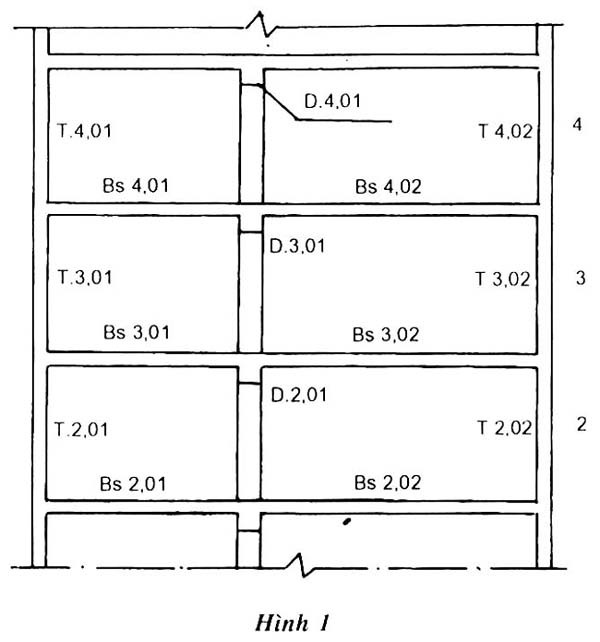 D.4,01
T.4,01
T 4,02
4
Bs 4,01
Bs 4,02
D.3,01
T.3,01
T 3,02
3
Bs 3,01
Bs 3,02
D.2,01
T.2,01
T 2,02
2
Bs 2,01
Bs 2,02
Hình 1